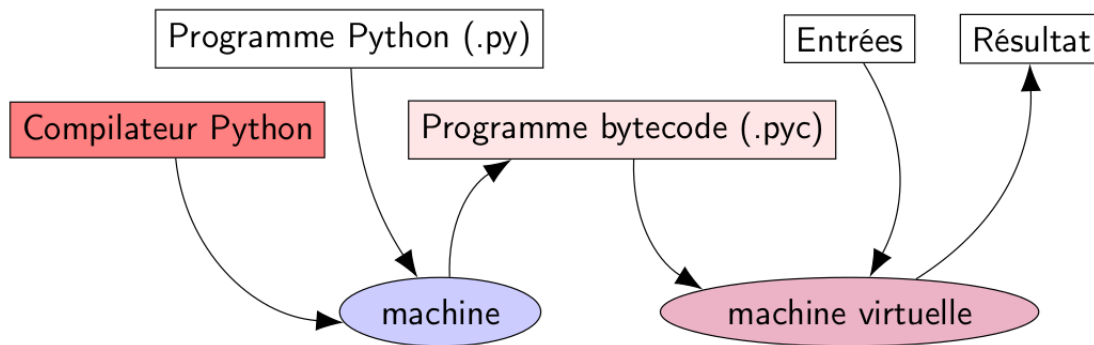 Programme Python (.py)
Entrées
Résultat
Compilateur Python
Programme bytecode (.pyc)
machine
machine virtuelle